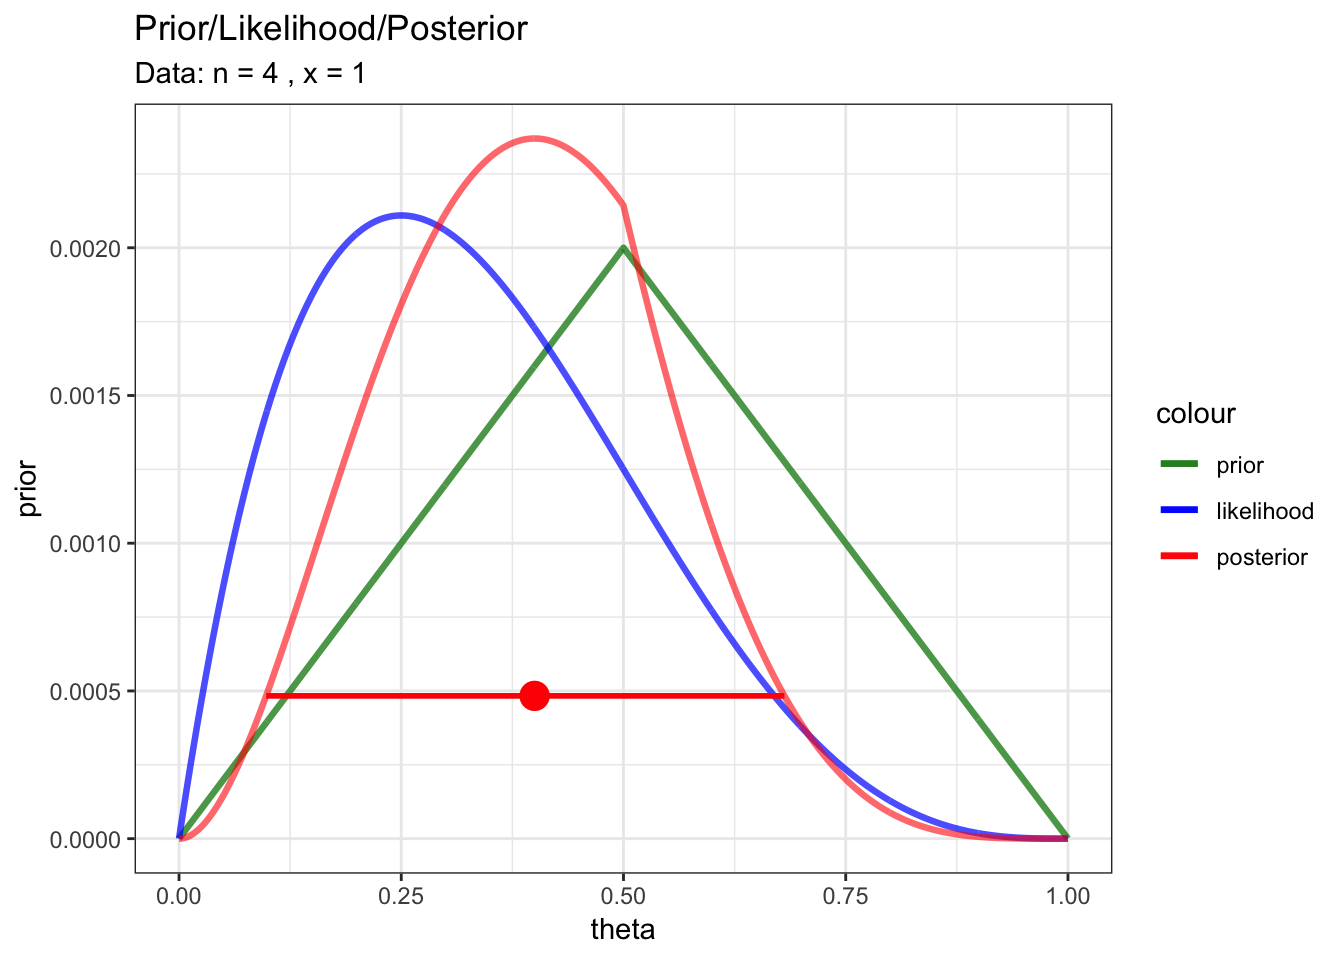 Prior/Likelihood/Posterior
Data: n = 4 , x = 1
prior
0.0020
0.0015
0.0010
0.0005
0.0000
0.00
0.25
0.50
0.75
1.00
theta
colour
prior
likelihood
posterior